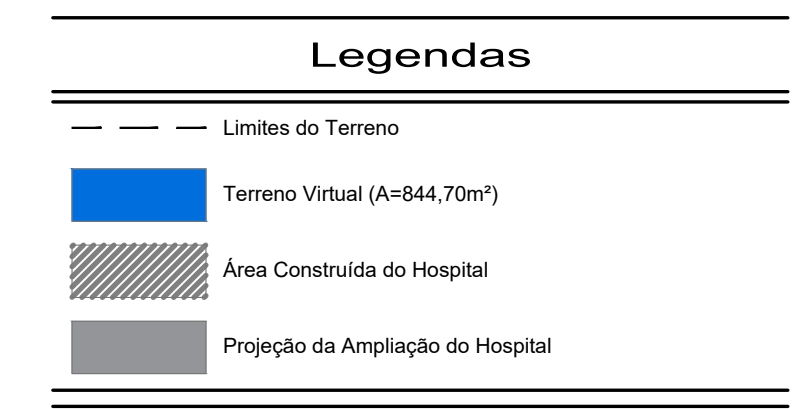 Legendas
Limites do Terreno
Terreno Virtual (A=844,70m²)
Área Construída do Hospital
Projeção da Ampliação do Hospital